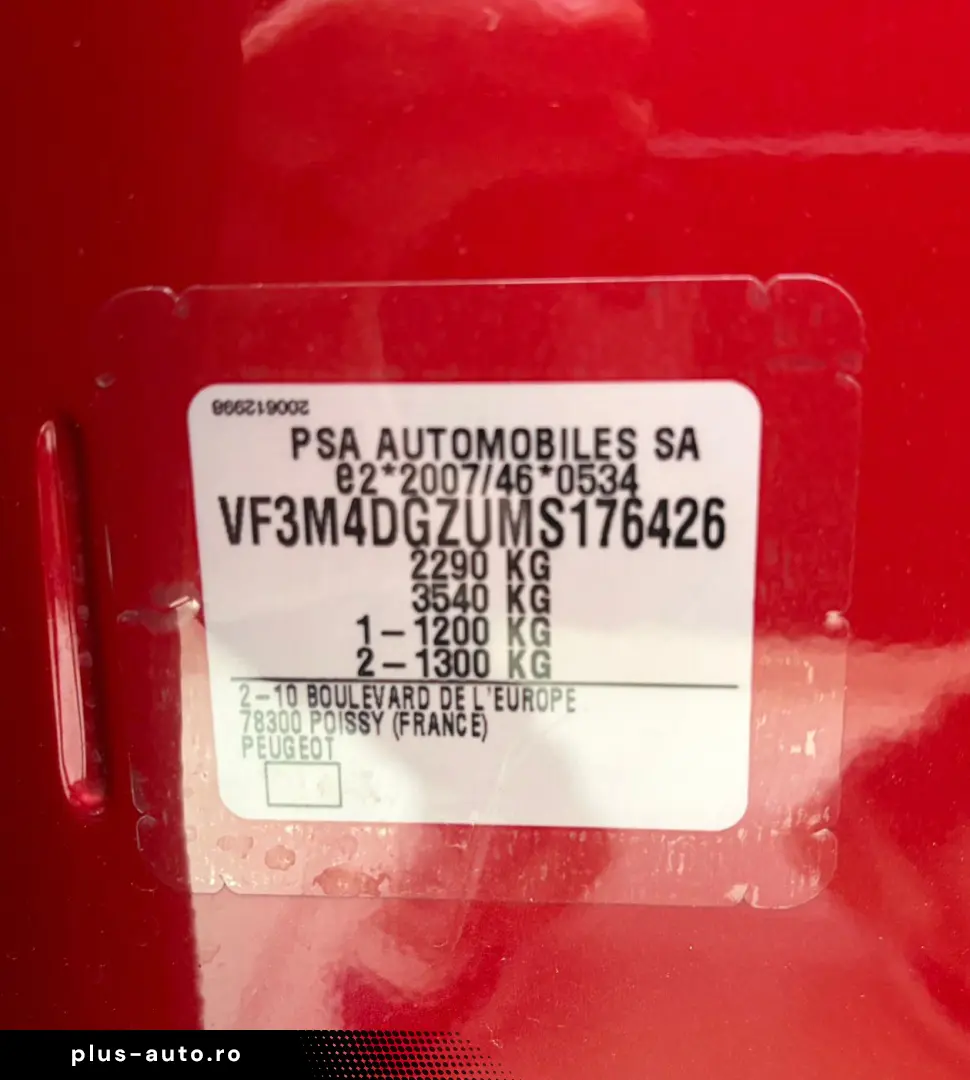 200612998
PSA AUTOMOBILES SA
e2*2007/46*0534
VF3M4DGZUMS176426
2290 KG
3540 KG
1-1200 KG
2-1300 KG
2-10 BOULEVARD DE L'EUROPE
78300 POISSY (FRANCE)
PEUGEOT
plus-auto.ro